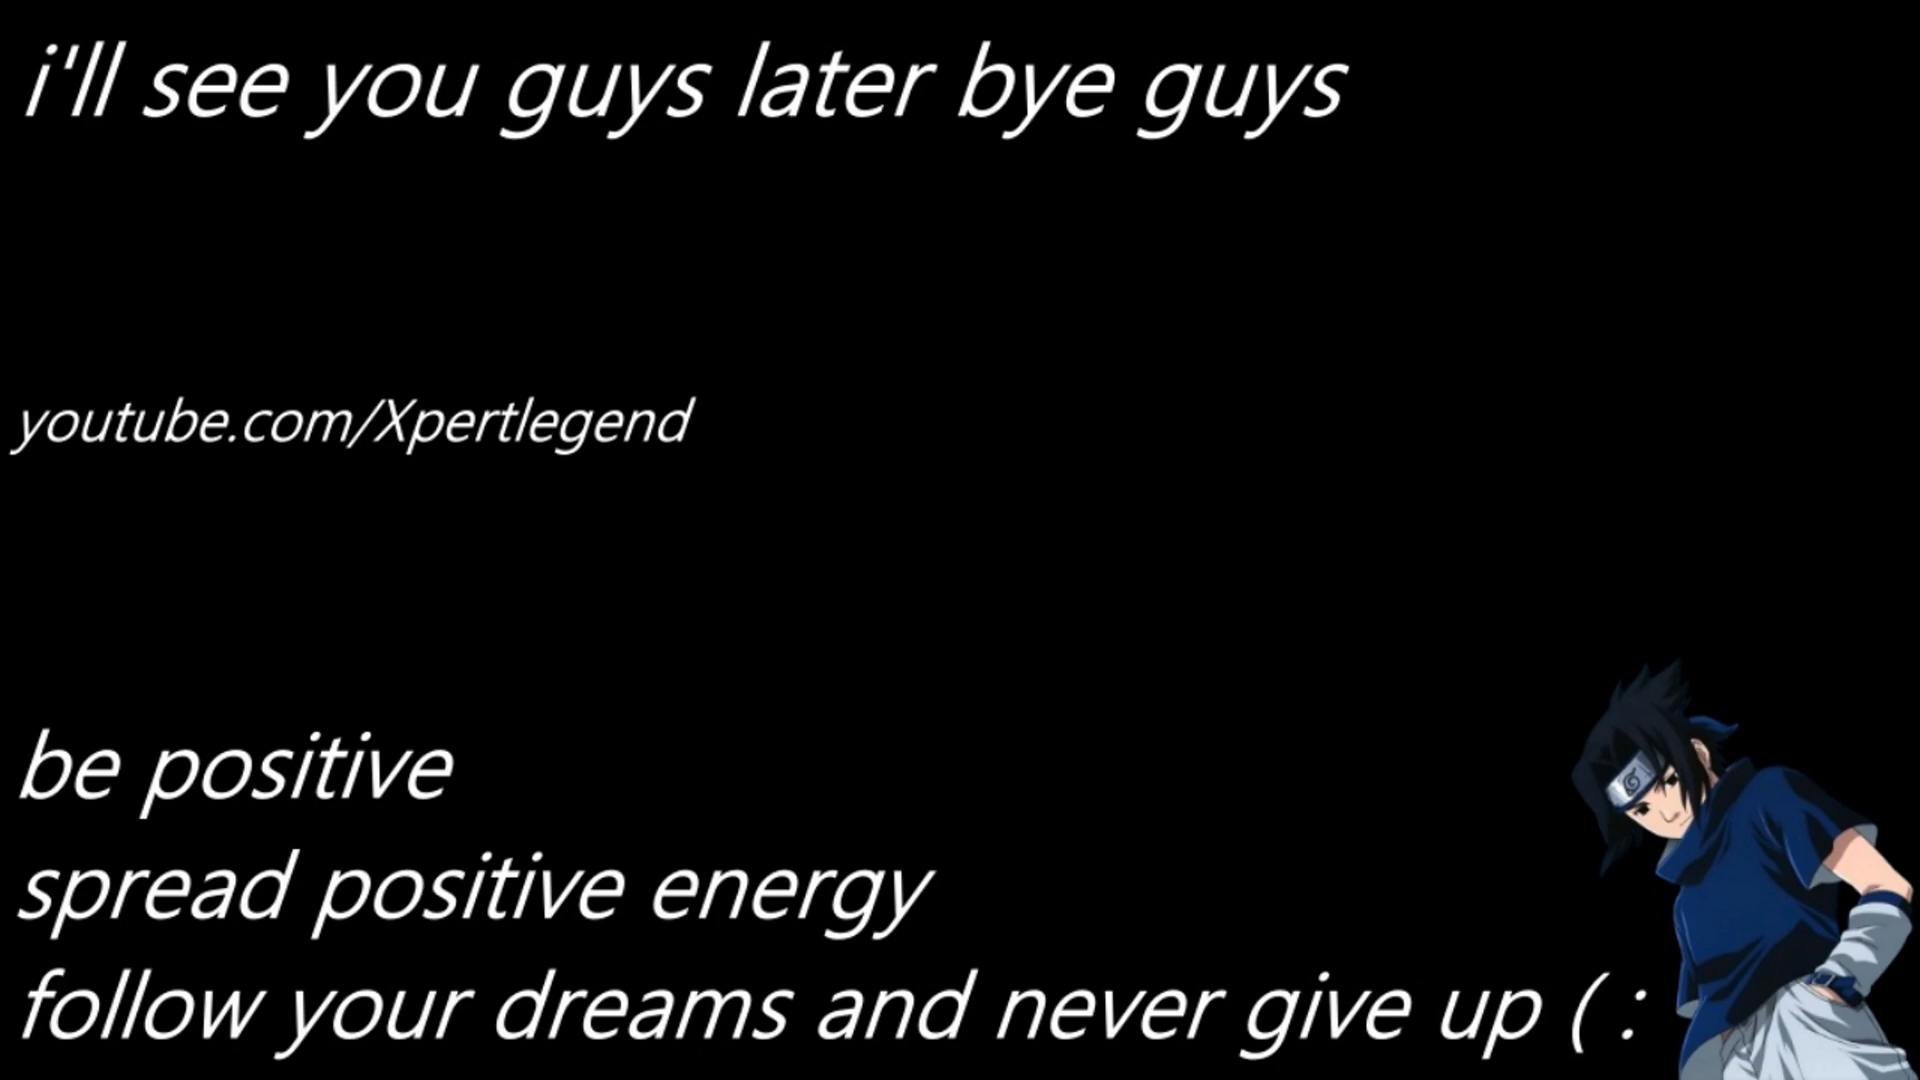 i'll see you guys later bye guys
youtube.com/Xpertlegend
be positive
spread positive energy
follow your dreams and never give up ( :